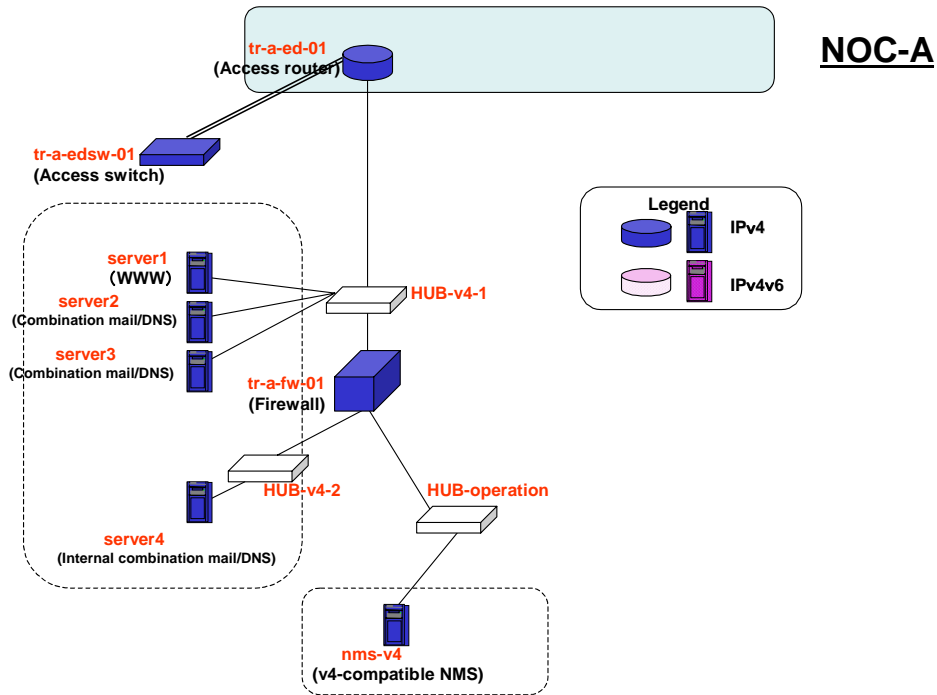 NOC-A
tr-a-ed-01
(Access router)
tr-a-edsw-01
(Access switch)
Legend
IPv4
IPv4v6
server1
(WWW)
server2
(Combination mail/DNS)
server3
(Combination mail/DNS)
HUB-v4-1
tr-a-fw-01
(Firewall)
HUB-v4-2
HUB-operation
server4
(Internal combination mail/DNS)
nms-v4
(v4-compatible NMS)